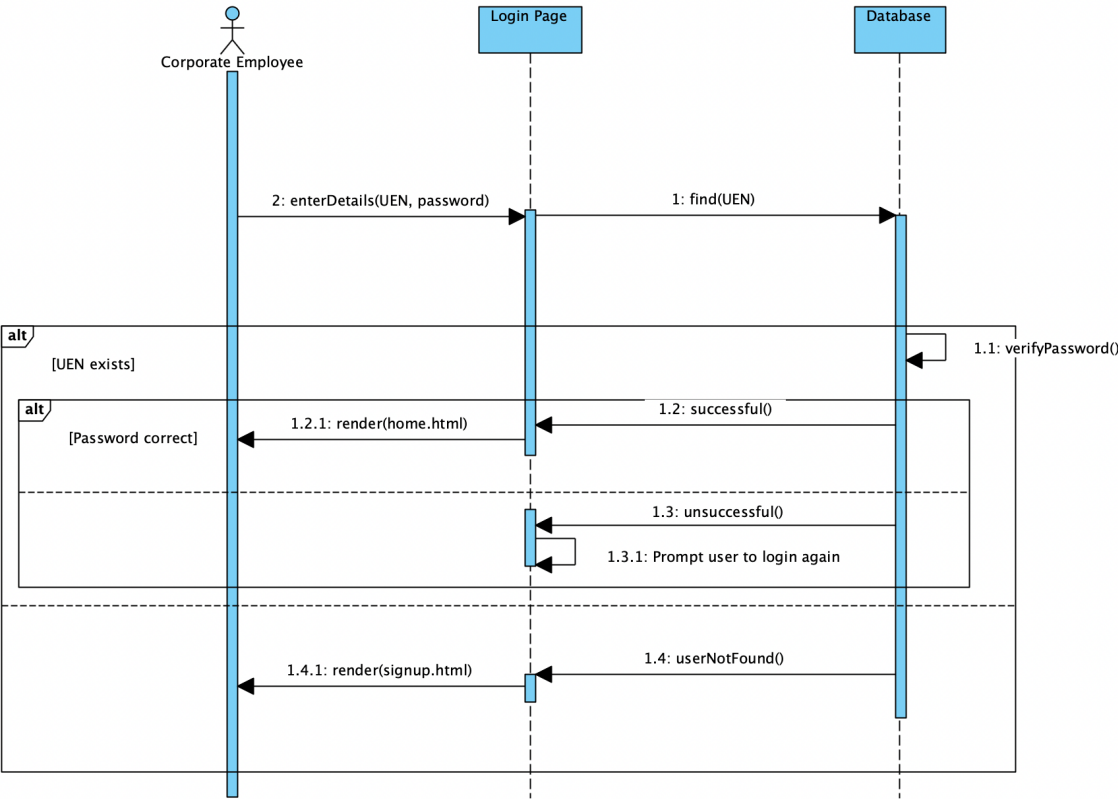 Login Page
Database
Corporate Employee
2: enterDetails(UEN, password)
1: find(UEN)
alt
1.1: verifyPassword()
[UEN exists]
alt
1.2: successful()
1.2.1: render(home.html)
[Password correct]
1.3: unsuccessful()
1.3.1: Prompt user to login again
1.4: userNotFound()
1.4.1: render(signup.html)